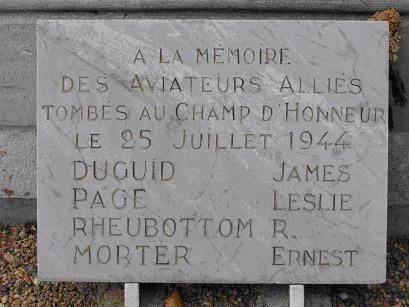 A LA MÉMOIRE
DES AVIATEURS ALLIÉS
TOMBÉS AU CHAMP D'HONNEUR
LE 25 JUILLET 1944
DUGUID JAMES
PAGE LESLIE
RHEUBOTTOM R.
MORTER ERNEST